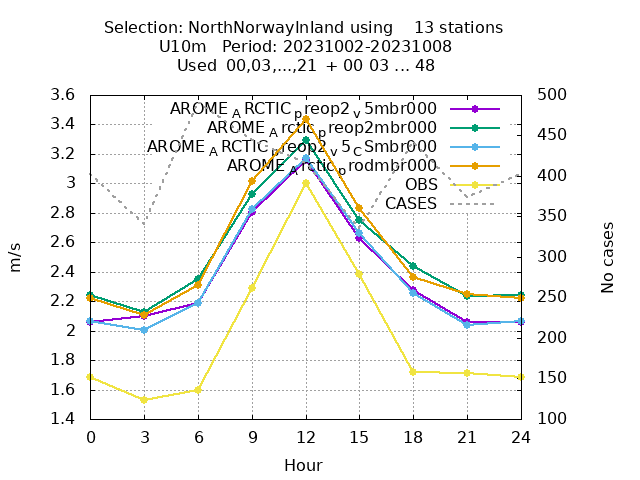 Selection: NorthNorwayInland using    13 stations
U10m   Period: 20231002-20231008
Used  00,03,...,21  + 00 03 ... 48
3.6 500
AROME_ARCTIC_preop2_v5mbr000
3.4 450
AROME_Arctic_preop2mbr000
3.2 AROME_ARCTIC_preop2_v5_CSmbr000
AROME_Arctic_prodmbr000
3 400
OBS
CASES
2.8 350
2.6
2.4 300
2.2 250
2 200
1.8
1.6 150
1.4 100
m/s
No cases
0 3 6 9 12 15 18 21 24
Hour